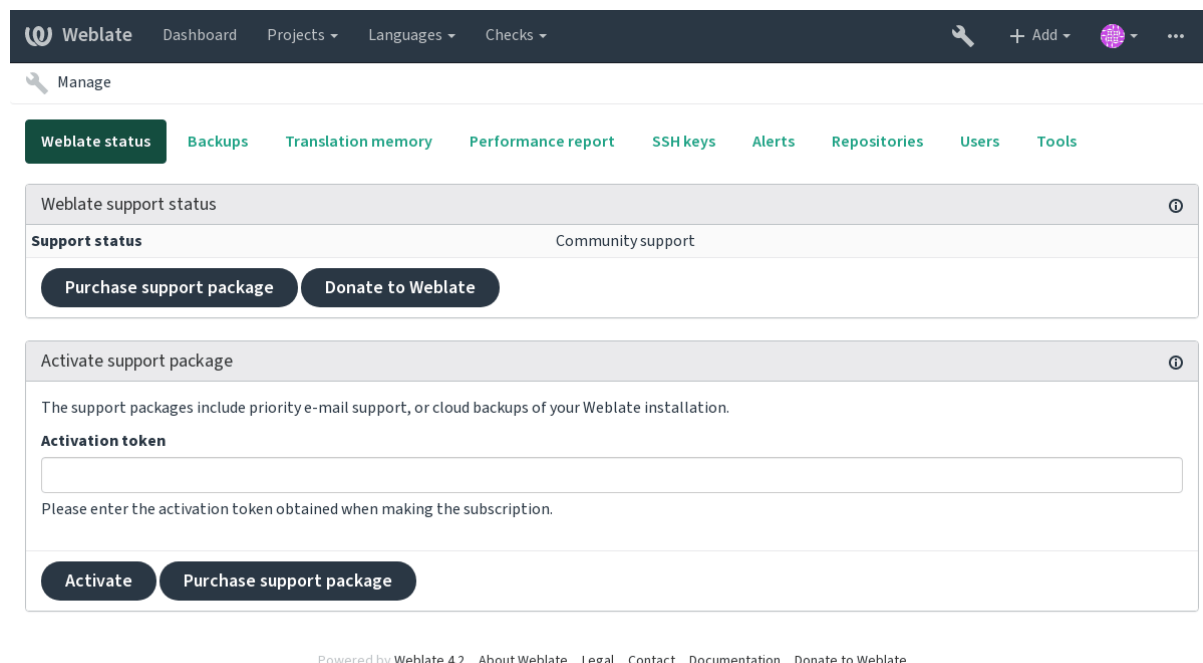 Weblate Dashboard Projects Languages Checks Add
Manage
Weblate status Backups Translation memory Performance report SSH keys Alerts Repositories Users Tools
Weblate support status
Support status Community support
Purchase support package Donate to Weblate
Activate support package
The support packages include priority e-mail support, or cloud backups of your Weblate installation.
Activation token
Please enter the activation token obtained when making the subscription.
Activate Purchase support package
Powered by Weblate 4.2 About Weblate Legal Contact Documentation Donate to Weblate